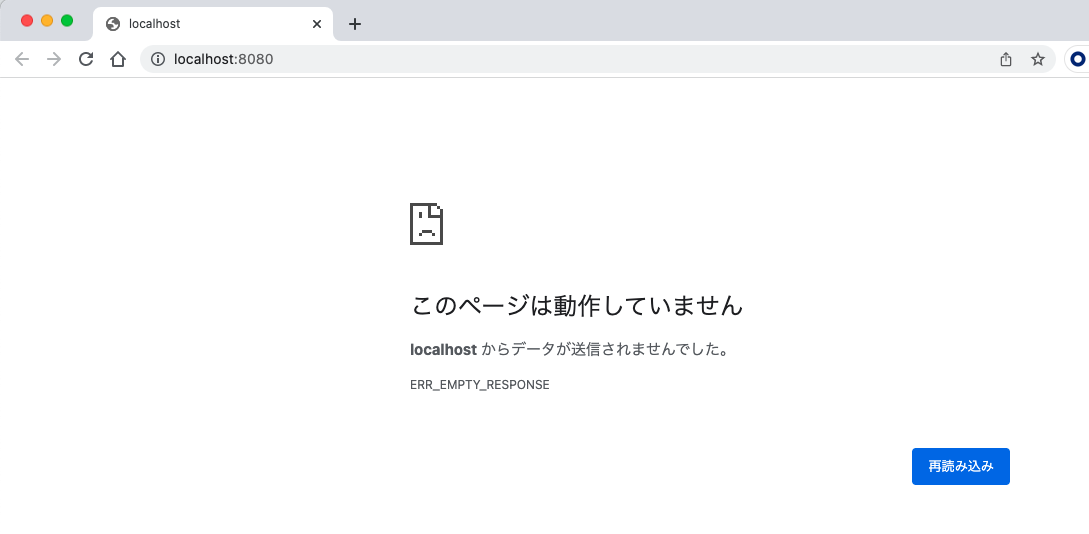 localhost
localhost:8080
このページは動作していません
localhost からデータが送信されませんでした。
ERR_EMPTY_RESPONSE
再読み込み